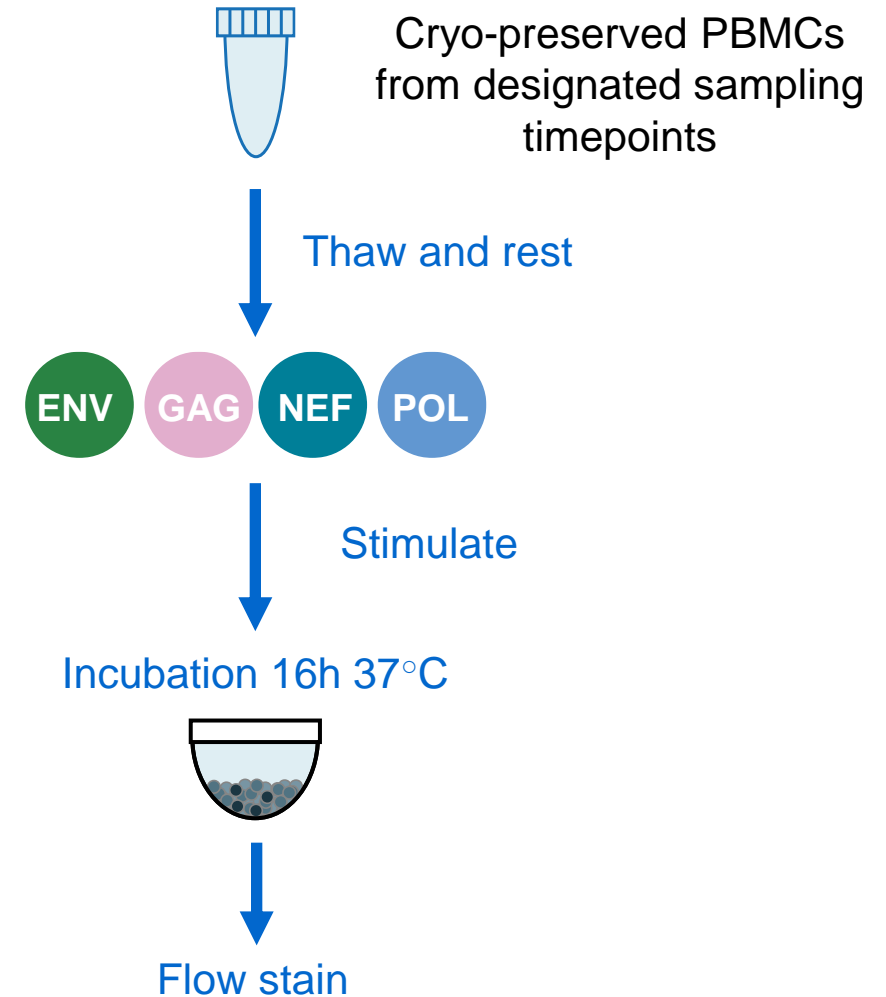 Cryo-preserved PBMCs
from designated sampling
timepoints
Thaw and rest
ENV GAG NEF POL
Stimulate
Incubation 16h 37°C
Flow stain